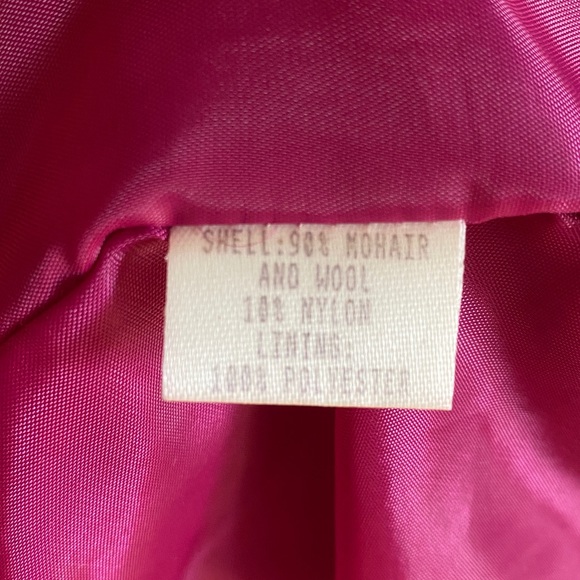 SHELL:90% MOHAIR
AND WOOL
10% NYLON
LINING:
100% POLYESTER